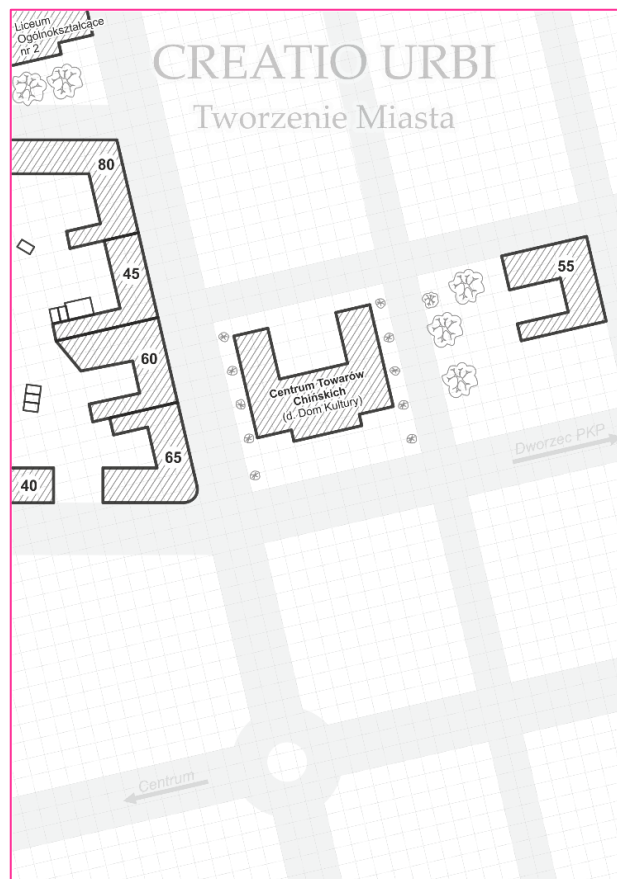 Liceum
Ogólnokształcące
nr 2
CREATIO URBI
Tworzenie Miasta
80
45
55
60
Centrum Towarów
Chińskich
(d. Dom Kultury)
65
40
Dworzec PKP
Centrum